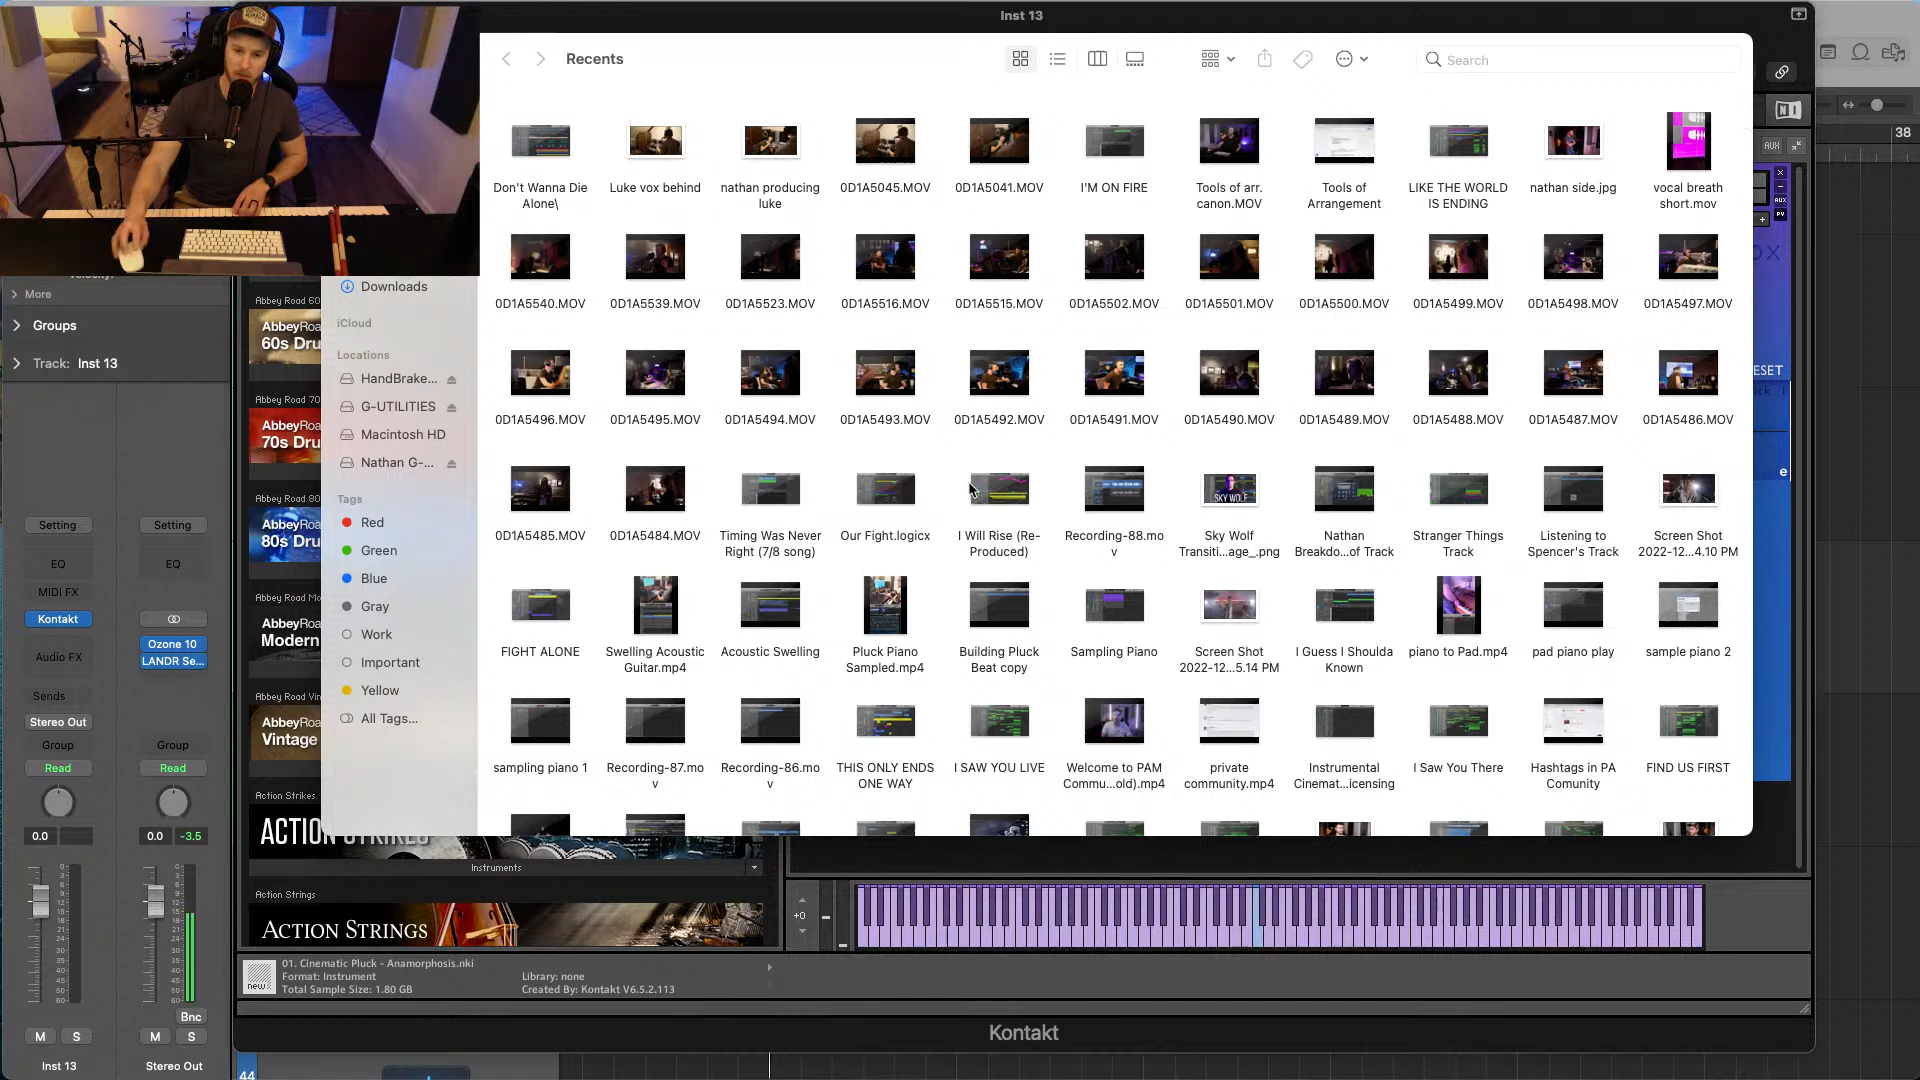 Inst 13
Recents
Search
38
Don't Wanna Die Alone\
Luke vox behind
nathan producing luke
0D1A5045.MOV
0D1A5041.MOV
I'M ON FIRE
Tools of arr. canon.MOV
Tools of Arrangement
LIKE THE WORLD IS ENDING
nathan side.jpg
vocal breath short.mov
AUX
AUX
PV
0D1A5540.MOV
0D1A5539.MOV
0D1A5523.MOV
0D1A5516.MOV
0D1A5515.MOV
0D1A5502.MOV
0D1A5501.MOV
0D1A5500.MOV
0D1A5499.MOV
0D1A5498.MOV
0D1A5497.MOV
0D1A5496.MOV
0D1A5495.MOV
0D1A5494.MOV
0D1A5493.MOV
0D1A5492.MOV
0D1A5491.MOV
0D1A5490.MOV
0D1A5489.MOV
0D1A5488.MOV
0D1A5487.MOV
0D1A5486.MOV
ESET
e
0D1A5485.MOV
0D1A5484.MOV
Timing Was Never Right (7/8 song)
Our Fight.logicx
I Will Rise (Re-Produced)
Recording-88.mov
SKY WOLF
Sky Wolf Transiti...age_.png
Nathan Breakdo...of Track
Stranger Things Track
Listening to Spencer's Track
Screen Shot 2022-12...4.10 PM
FIGHT ALONE
Swelling Acoustic Guitar.mp4
Acoustic Swelling
Pluck Piano Sampled.mp4
Building Pluck Beat copy
Sampling Piano
Screen Shot 2022-12...5.14 PM
I Guess I Shoulda Known
piano to Pad.mp4
pad piano play
sample piano 2
sampling piano 1
Recording-87.mov
Recording-86.mov
THIS ONLY ENDS ONE WAY
I SAW YOU LIVE
Welcome to PAM Commu...old).mp4
private community.mp4
Instrumental Cinemat...icensing
I Saw You There
Hashtags in PA Comunity
FIND US FIRST
Downloads
iCloud
Locations
HandBrake...
G-UTILITIES
Macintosh HD
Nathan G-...
Tags
Red
Green
Blue
Gray
Work
Important
Yellow
All Tags...
More
Groups
Track: Inst 13
Setting
Setting
EQ
EQ
MIDI FX
Kontakt
Ozone 10
Audio FX
LANDR Se...
Sends
Stereo Out
Group
Group
Read
Read
0.0
0.0
-3.5
Bnc
M
S
M
S
Inst 13
Stereo Out
Abbey Road 60
AbbeyRoa
60s Dru
Abbey Road 70
AbbeyRoa
70s Dru
Abbey Road 80
AbbeyRoa
80s Dru
Abbey Road Mo
AbbeyRoa
Modern
Abbey Road Vin
AbbeyRoa
Vintage
Action Strikes
ACTION STRIKES
Instruments
Action Strings
ACTION STRINGS
+0
new
01. Cinematic Pluck - Anamorphosis.nki
Format: Instrument
Total Sample Size: 1.80 GB
Library: none
Created By: Kontakt V6.5.2.113
Kontakt
44